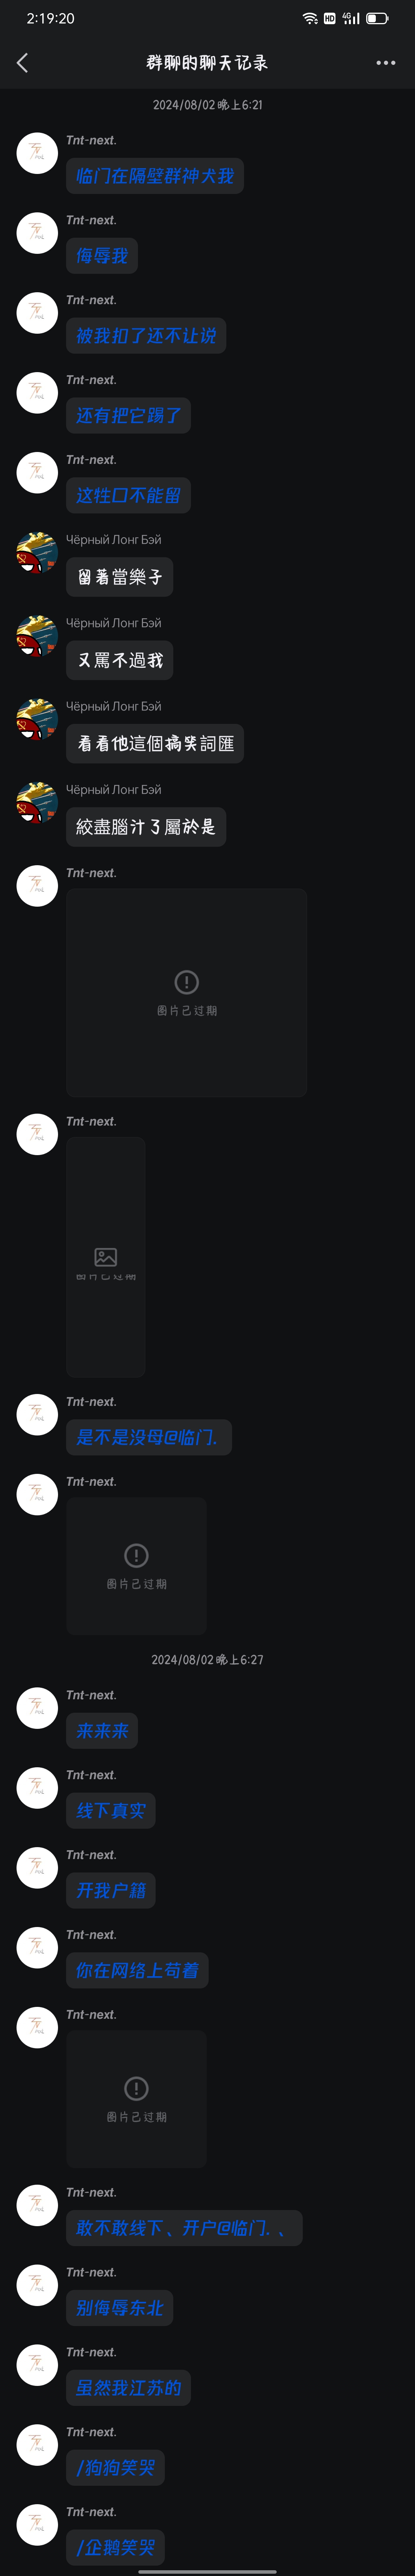 2:19:20
HD 4G
群聊的聊天记录
2024/08/02 晚上6:21
Tnt-next.
临门在隔壁群神犬我
Tnt-next.
侮辱我
Tnt-next.
被我扣了还不让说
Tnt-next.
还有把它踢了
Tnt-next.
这牲口不能留
Чёрный Лонг Бэй
留著當樂子
Чёрный Лонг Бэй
又罵不過我
Чёрный Лонг Бэй
看看他這個搞笑詞匯
Чёрный Лонг Бэй
絞盡腦汁了屬於是
Tnt-next.
图片已过期
Tnt-next.
图片已过期
Tnt-next.
是不是没母@临门.
Tnt-next.
图片已过期
2024/08/02 晚上6:27
Tnt-next.
来来来
Tnt-next.
线下真实
Tnt-next.
开我户籍
Tnt-next.
你在网络上苟着
Tnt-next.
图片已过期
Tnt-next.
敢不敢线下、开户@临门.、
Tnt-next.
别侮辱东北
Tnt-next.
虽然我江苏的
Tnt-next.
/狗狗笑哭
Tnt-next.
/企鹅笑哭